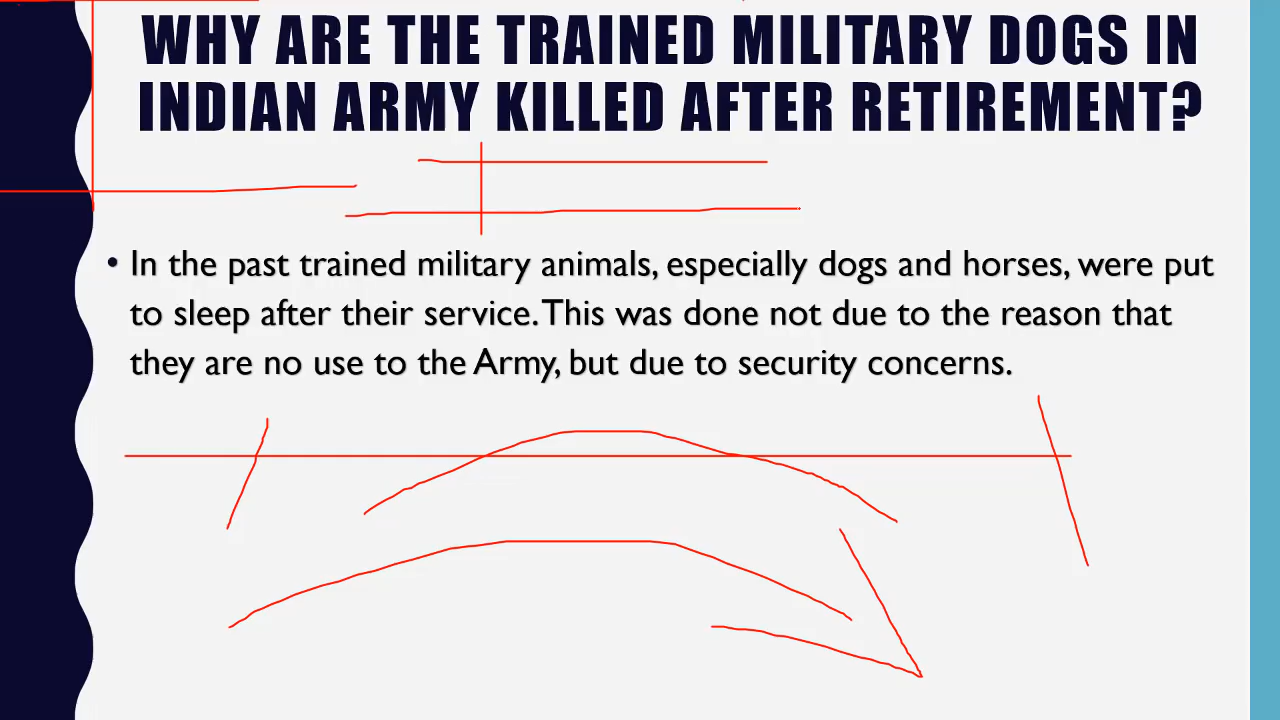 WHY ARE THE TRAINED MILITARY DOGS IN
INDIAN ARMY KILLED AFTER RETIREMENT?
• In the past trained military animals, especially dogs and horses, were put
to sleep after their service. This was done not due to the reason that
they are no use to the Army, but due to security concerns.